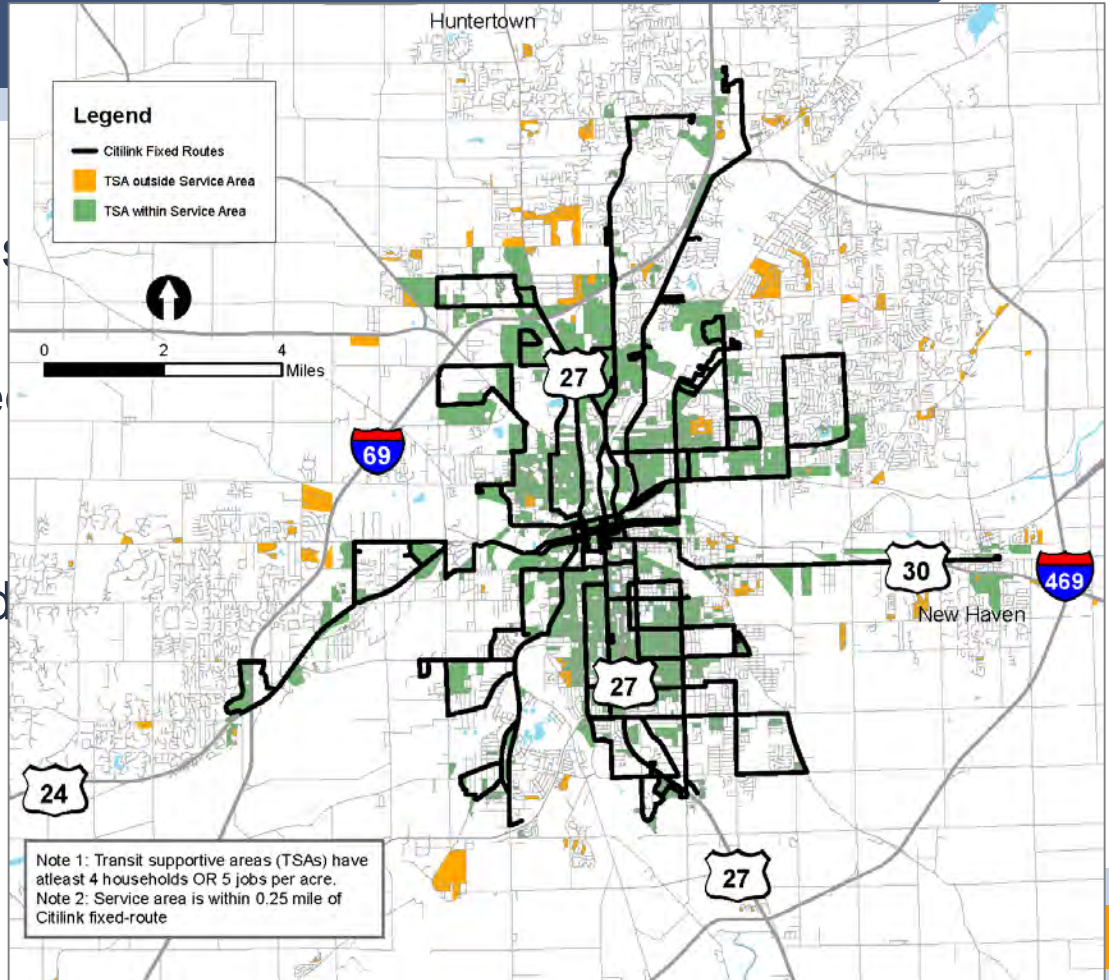 Huntertown
Legend
Citilink Fixed Routes
TSA outside Service Area
TSA within Service Area
s
0 2 4
Miles
27
e
69
30
469
New Haven
d
27
24
27
Note 1: Transit supportive areas (TSAs) have
atleast 4 households OR 5 jobs per acre.
Note 2: Service area is within 0.25 mile of
Citilink fixed-route